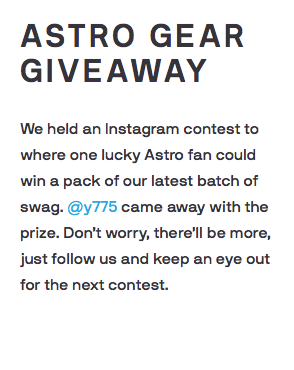 ASTRO GEAR
GIVEAWAY
We held an Instagram contest to
where one lucky Astro fan could
win a pack of our latest batch of
swag. @y775 came away with the
prize. Don't worry, there'll be more,
just follow us and keep an eye out
for the next contest.